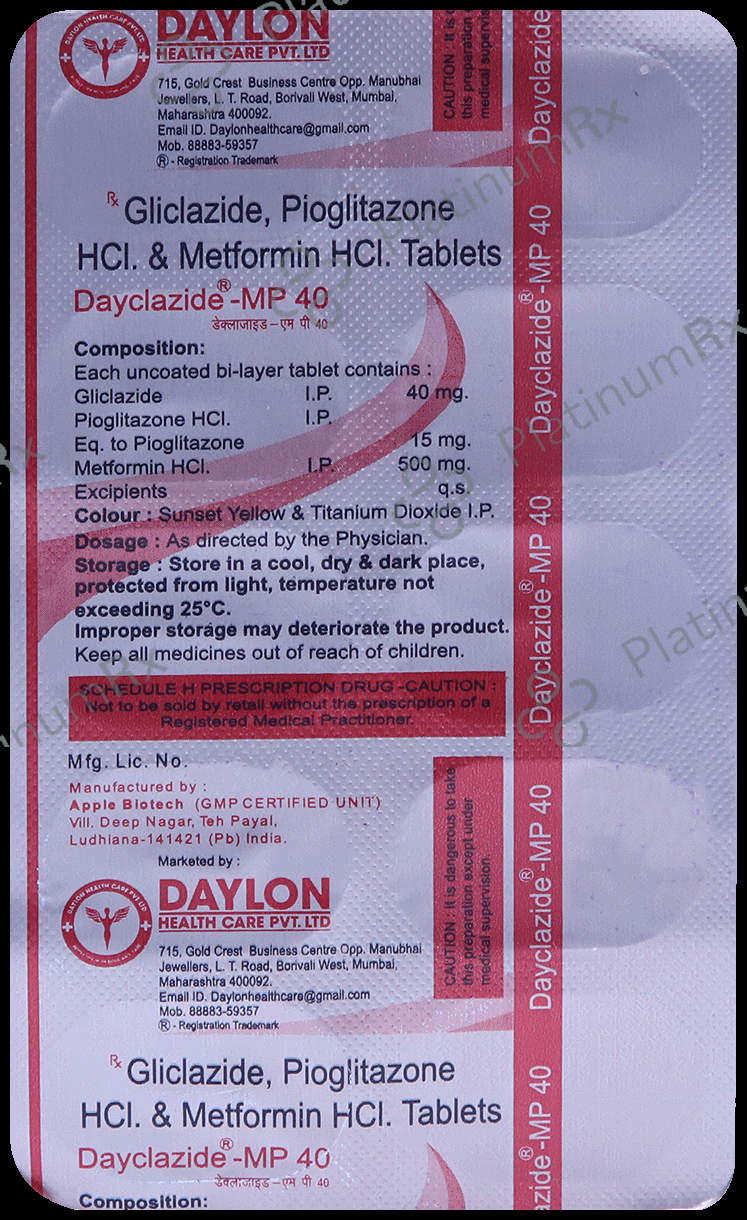 DAYLON
HEALTH CARE PVT. LTD
715, Gold Crest Business Centre Opp. Manubhai
Jewellers, L. T. Road, Borivali West, Mumbai,
Maharashtra 400092.
Email ID. Daylonhealthcare@gmail.com
Mob. 88883-59357
® - Registration Trademark
CAUTION : It is
this preparation
medical supervis
Rx Gliclazide, Pioglitazone
HCl. & Metformin HCl. Tablets
Dayclazide®-MP 40
डेक्लाजाइड – एम पी 40
Composition:
Each uncoated bi-layer tablet contains :
Gliclazide I.P. 40 mg.
Pioglitazone HCl. I.P.
Eq. to Pioglitazone 15 mg.
Metformin HCl. I.P. 500 mg.
Excipients q.s.
Colour : Sunset Yellow & Titanium Dioxide I.P.
Dosage : As directed by the Physician.
Storage : Store in a cool, dry & dark place,
protected from light, temperature not
exceeding 25°C.
Improper storage may deteriorate the product.
Keep all medicines out of reach of children.
SCHEDULE H PRESCRIPTION DRUG -CAUTION :
Not to be sold by retail without the prescription of a
Registered Medical Practitioner.
Mfg. Lic. No.
Manufactured by :
Apple Biotech (GMP CERTIFIED UNIT)
Vill. Deep Nagar, Teh Payal,
Ludhiana-141421 (Pb) India.
CAUTION : It is dangerous to take
this preparation except under
medical supervision.
Marketed by :
DAYLON HEALTH CARE PVT LTD
DAYLON
HEALTH CARE PVT. LTD
715, Gold Crest Business Centre Opp. Manubhai
Jewellers, L. T. Road, Borivali West, Mumbai,
Maharashtra 400092.
Email ID. Daylonhealthcare@gmail.com
Mob. 88883-59357
® - Registration Trademark
Rx Gliclazide, Pioglitazone
HCl. & Metformin HCl. Tablets
Dayclazide®-MP 40
डेक्लाजाइड – एम पी 40
Composition:
Dayclazide
Dayclazide®-MP 40
Dayclazide®-MP 40
Dayclazide®-MP 40
azide®-MP 40
PlatinumRx
PlatinumRx